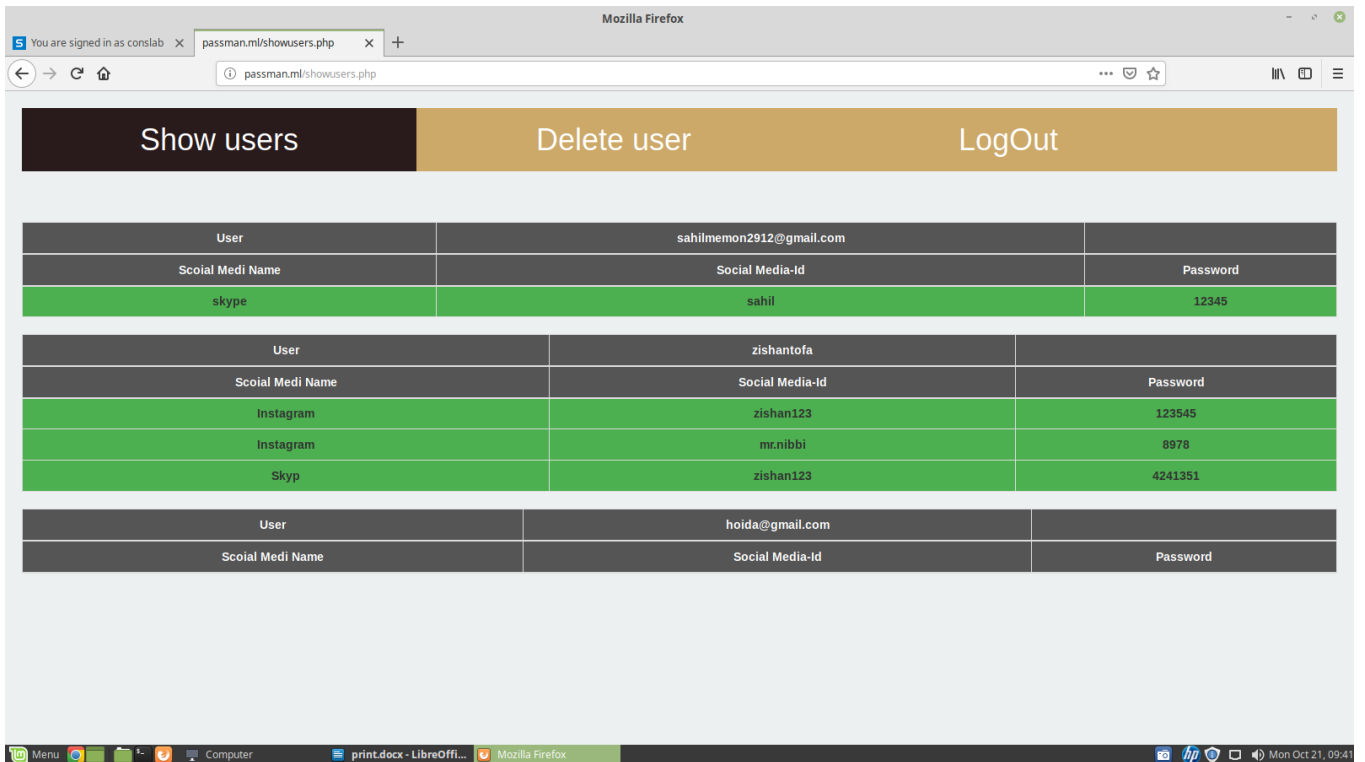 Mozilla Firefox
S You are signed in as conslab
passman.ml/showusers.php
passman.ml/showusers.php
Show users Delete user LogOut
User sahilmemon2912@gmail.com
Scoial Medi Name Social Media-Id Password
skype sahil 12345
User zishantofa
Scoial Medi Name Social Media-Id Password
Instagram zishan123 123545
Instagram mr.nibbi 8978
Skyp zishan123 4241351
User hoida@gmail.com
Scoial Medi Name Social Media-Id Password
Menu Computer print.docx - LibreOffi... Mozilla Firefox hp Mon Oct 21, 09:41